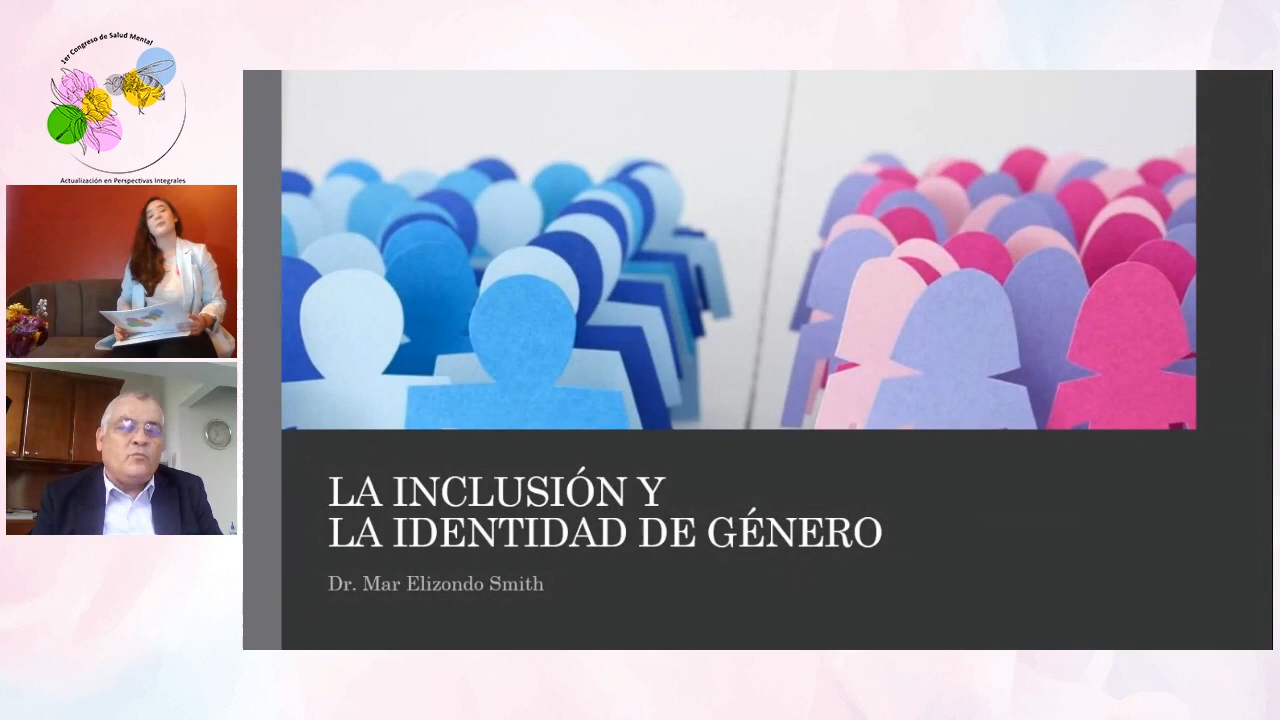 1er Congreso de Salud Mental
Actualización en Perspectivas Integrales
LA INCLUSIÓN Y
LA IDENTIDAD DE GÉNERO
Dr. Mar Elizondo Smith